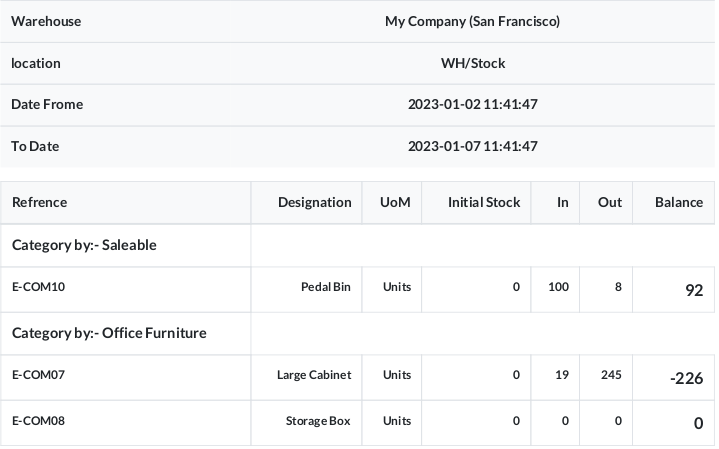 Warehouse My Company (San Francisco)
location WH/Stock
Date Frome 2023-01-02 11:41:47
To Date 2023-01-07 11:41:47
Refrence Designation UoM Initial Stock In Out Balance
Category by:- Saleable
E-COM10 Pedal Bin Units 0 100 8 92
Category by:- Office Furniture
E-COM07 Large Cabinet Units 0 19 245 -226
E-COM08 Storage Box Units 0 0 0 0